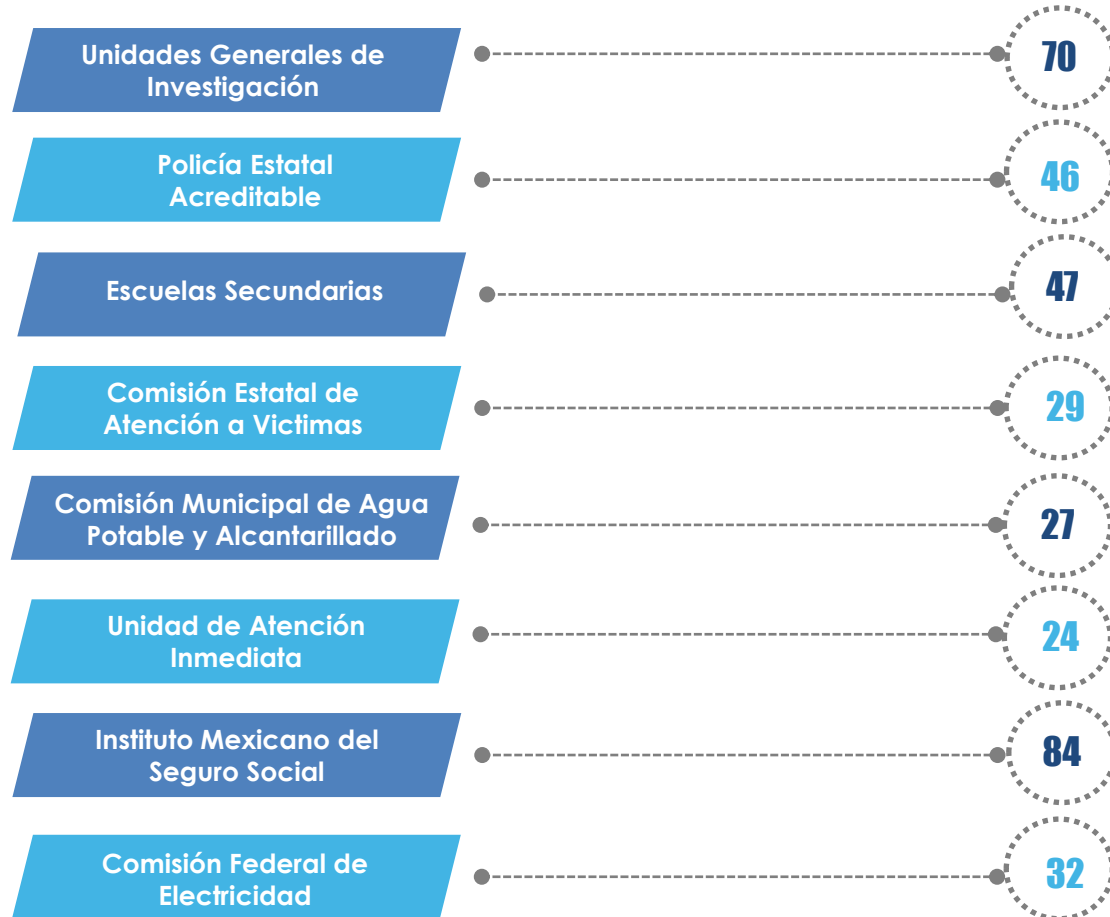 Unidades Generales de
Investigación
70
Policía Estatal
Acreditable
46
Escuelas Secundarias
47
Comisión Estatal de
Atención a Victimas
29
Comisión Municipal de Agua
Potable y Alcantarillado
27
Unidad de Atención
Inmediata
24
Instituto Mexicano del
Seguro Social
84
Comisión Federal de
Electricidad
32